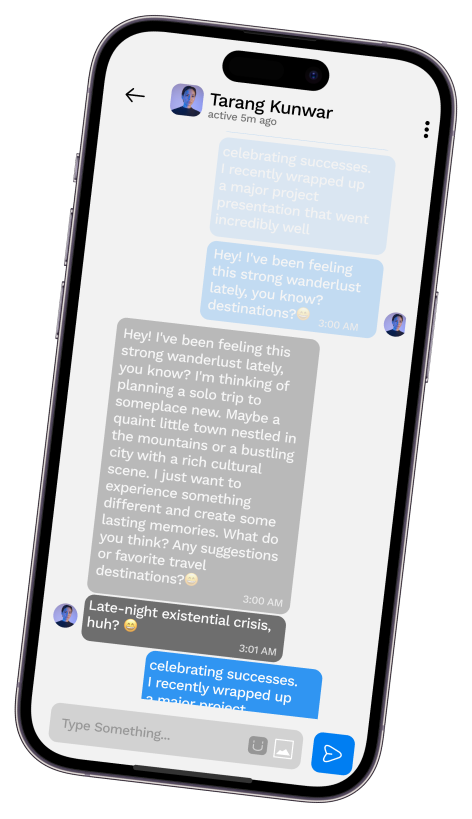 Tarang Kunwar
active 5m ago
celebrating successes.
I recently wrapped up
a major project
presentation that went
incredibly well
Hey! I've been feeling
this strong wanderlust
lately, you know?
destinations?😁
3:00 AM
Hey! I've been feeling this
strong wanderlust lately,
you know? I'm thinking of
planning a solo trip to
someplace new. Maybe a
quaint little town nestled in
the mountains or a bustling
city with a rich cultural
scene. I just want to
experience something
different and create some
lasting memories. What do
you think? Any suggestions
or favorite travel
destinations?😁
3:00 AM
Late-night existential crisis,
huh? 😄
3:01 AM
celebrating successes.
I recently wrapped up
a major project
Type Something...